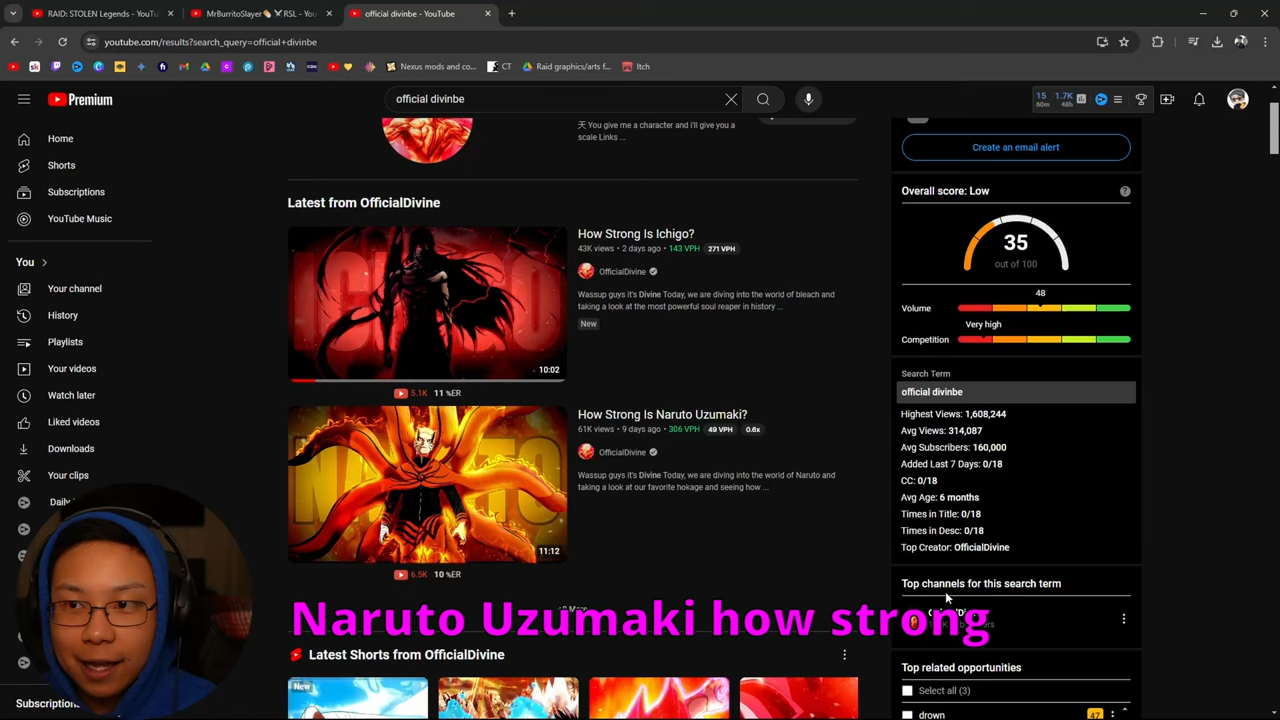 RAID: STOLEN Legends - YouTu
MrBurritoSlayer🌯 ⚔RSL - You
official divinbe - YouTube
youtube.com/results?search_query=official+divinbe
Nexus mods and co...
CT
Raid graphics/arts f...
Itch
Premium
official divinbe
15 60m
1.7K 48h
Home
Shorts
Subscriptions
YouTube Music
You
Your channel
History
Playlists
Your videos
Watch later
Liked videos
Downloads
Your clips
Subscriptions
天 You give me a character and i'll give you a
scale Links ...
Latest from OfficialDivine
How Strong Is Ichigo?
43K views • 2 days ago • 143 VPH 271 VPH
OfficialDivine
Wassup guys it's Divine Today, we are diving into the world of bleach and
taking a look at the most powerful soul reaper in history ...
New
ICHIGO
10:02
5.1K 11 %ER
How Strong Is Naruto Uzumaki?
61K views • 9 days ago • 306 VPH 49 VPH 0.6x
OfficialDivine
Wassup guys it's Divine Today, we are diving into the world of Naruto and
taking a look at our favorite hokage and seeing how ...
NARUTO
11:12
6.5K 10 %ER
Naruto Uzumaki how strong
Latest Shorts from OfficialDivine
New
Create an email alert
Overall score: Low
35
out of 100
48
Volume
Very high
Competition
Search Term
official divinbe
Highest Views: 1,608,244
Avg Views: 314,087
Avg Subscribers: 160,000
Added Last 7 Days: 0/18
CC: 0/18
Avg Age: 6 months
Times in Title: 0/18
Times in Desc: 0/18
Top Creator: OfficialDivine
Top channels for this search term
Top related opportunities
Select all (3)
drown
47